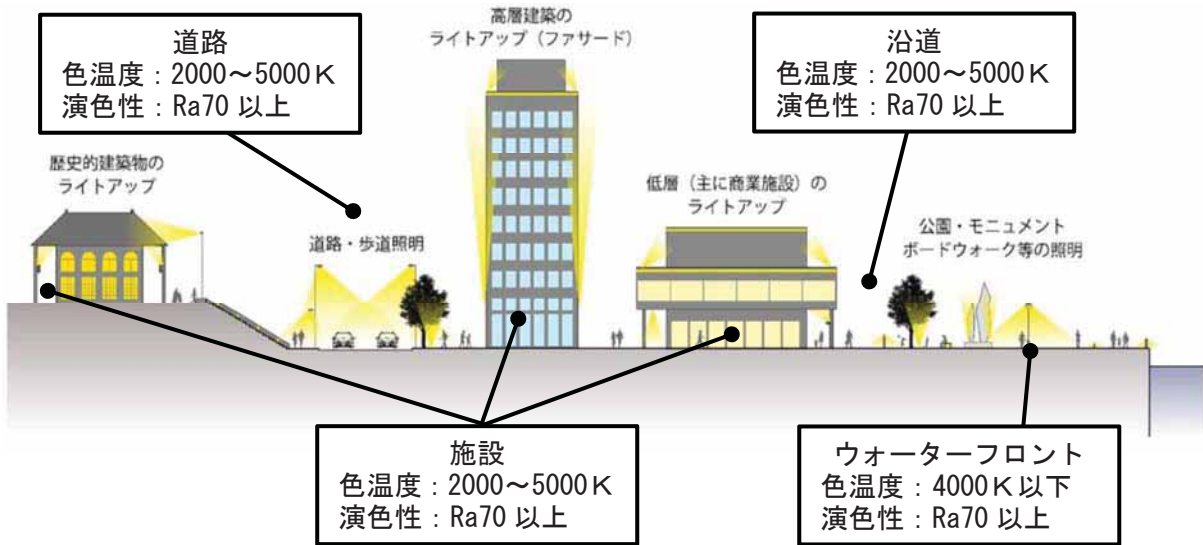 高層建築の
ライトアップ（ファサード）
道路
色温度：2000～5000Ｋ
演色性：Ra70 以上
沿道
色温度：2000～5000Ｋ
演色性：Ra70 以上
歴史的建築物の
ライトアップ
道路・歩道照明
低層（主に商業施設）の
ライトアップ
公園・モニュメント
ボードウォーク等の照明
施設
色温度：2000～5000Ｋ
演色性：Ra70 以上
ウォーターフロント
色温度：4000Ｋ以下
演色性：Ra70 以上